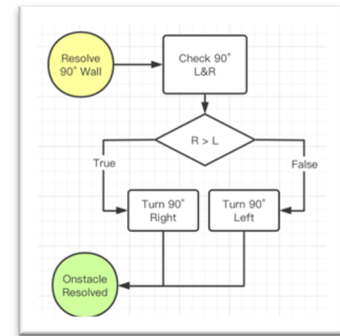 Resolve
90° Wall
Check 90°
L&R
R > L
True
False
Turn 90°
Right
Turn 90°
Left
Onstacle
Resolved